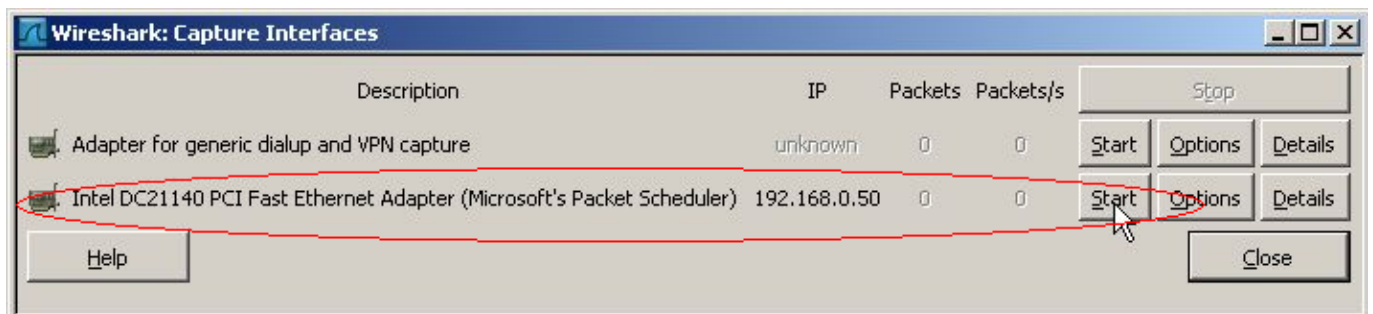 Wireshark: Capture Interfaces
Description IP Packets Packets/s Stop
Adapter for generic dialup and VPN capture unknown 0 0 Start Options Details
Intel DC21140 PCI Fast Ethernet Adapter (Microsoft's Packet Scheduler) 192.168.0.50 0 0 Start Options Details
Help Close